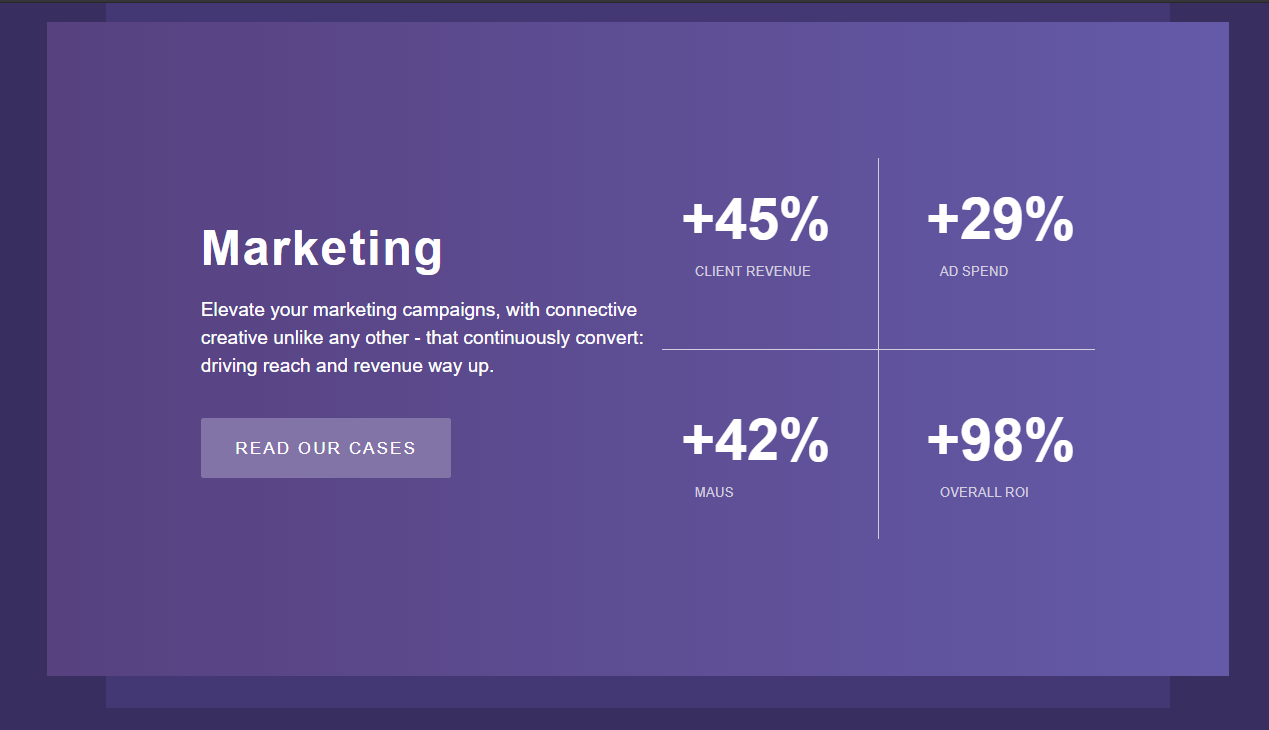 Marketing
Elevate your marketing campaigns, with connective
creative unlike any other - that continuously convert:
driving reach and revenue way up.
READ OUR CASES
+45%
CLIENT REVENUE
+29%
AD SPEND
+42%
MAUS
+98%
OVERALL ROI